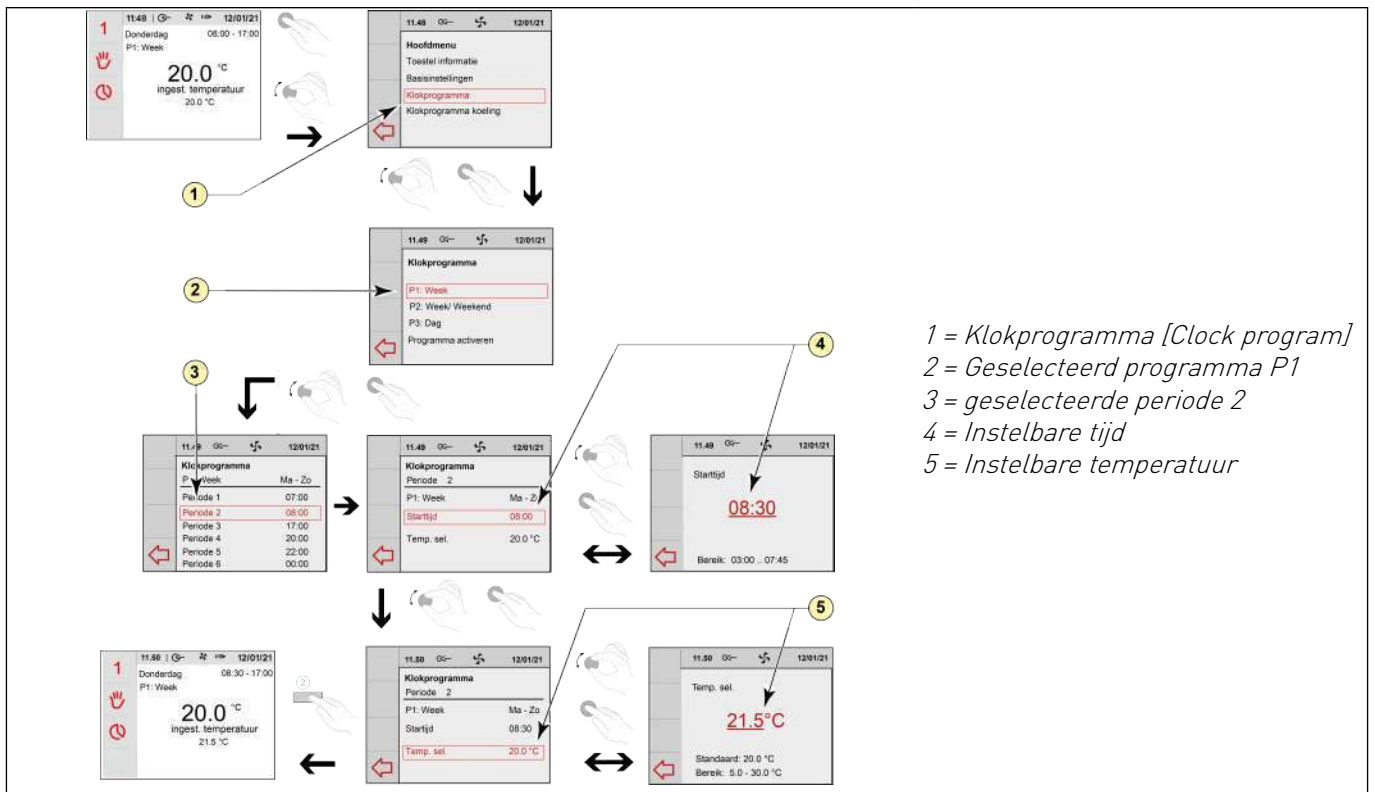 11:48 12/01/21
1
Donderdag 08:00 - 17:00
P1: Week
20.0 °C
ingest. temperatuur
20.0 °C
11.48 12/01/21
Hoofdmenu
Toestel informatie
Basisinstellingen
Klokprogramma
Klokprogramma koeling
1
11.49 12/01/21
Klokprogramma
P1: Week
P2: Week/ Weekend
P3: Dag
Programma activeren
2
3
4
11.49 12/01/21
Klokprogramma
P Week Ma - Zo
Periode 1 07:00
Periode 2 08:00
Periode 3 17:00
Periode 4 20:00
Periode 5 22:00
Periode 6 00:00
11.49 12/01/21
Klokprogramma
Periode 2
P1: Week Ma - Zo
Starttijd 08:00
Temp. sel. 20.0 °C
11.49 12/01/21
Starttijd
08:30
Bereik: 03:00 .. 07:45
5
11.50 12/01/21
1
Donderdag 08:30 - 17:00
P1: Week
20.0 °C
ingest. temperatuur
21.5 °C
2
11.50 12/01/21
Klokprogramma
Periode 2
P1: Week Ma - Zo
Startijd 08:30
Temp. sel. 20.0 °C
11.50 12/01/21
Temp. sel.
21.5°C
Standaard: 20.0 °C
Bereik: 5.0 - 30.0 °C
1 = Klokprogramma [Clock program]
2 = Geselecteerd programma P1
3 = geselecteerde periode 2
4 = Instelbare tijd
5 = Instelbare temperatuur